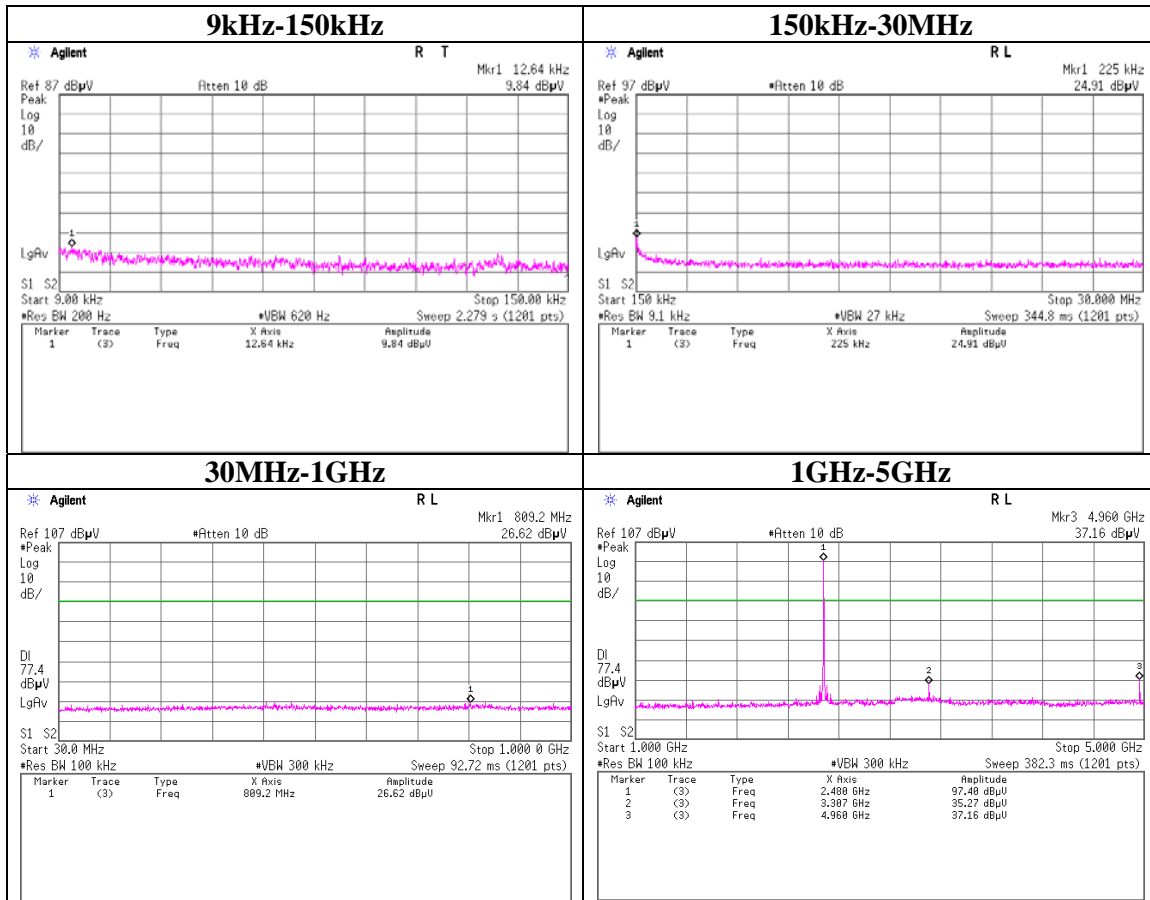 9kHz-150kHz
Agilent R T
Mkr1 12.64 kHz
Ref 87 dBµV Atten 10 dB 9.84 dBµV
Peak
Log
10
dB/
1
LgAv
S1 S2
Start 9.00 kHz Stop 150.00 kHz
#Res BW 200 Hz #VBW 620 Hz Sweep 2.279 s (1201 pts)
Marker Trace Type X Axis Amplitude
1 (3) Freq 12.64 kHz 9.84 dBµV
150kHz-30MHz
Agilent R L
Mkr1 225 kHz
Ref 97 dBµV #Atten 10 dB 24.91 dBµV
#Peak
Log
10
dB/
1
LgAv
S1 S2
Start 150 kHz Stop 30.000 MHz
#Res BW 9.1 kHz #VBW 27 kHz Sweep 344.8 ms (1201 pts)
Marker Trace Type X Axis Amplitude
1 (3) Freq 225 kHz 24.91 dBµV
30MHz-1GHz
Agilent R L
Mkr1 809.2 MHz
Ref 107 dBµV #Atten 10 dB 26.62 dBµV
#Peak
Log
10
dB/
DI
77.4
dBµV
1
LgAv
S1 S2
Start 30.0 MHz Stop 1.000 0 GHz
#Res BW 100 kHz #VBW 300 kHz Sweep 92.72 ms (1201 pts)
Marker Trace Type X Axis Amplitude
1 (3) Freq 809.2 MHz 26.62 dBµV
1GHz-5GHz
Agilent R L
Mkr3 4.960 GHz
Ref 107 dBµV #Atten 10 dB 37.16 dBµV
#Peak
1
Log
10
dB/
DI
77.4
dBµV
2 3
LgAv
S1 S2
Start 1.000 GHz Stop 5.000 GHz
#Res BW 100 kHz #VBW 300 kHz Sweep 382.3 ms (1201 pts)
Marker Trace Type X Axis Amplitude
1 (3) Freq 2.480 GHz 97.40 dBµV
2 (3) Freq 3.307 GHz 35.27 dBµV
3 (3) Freq 4.960 GHz 37.16 dBµV